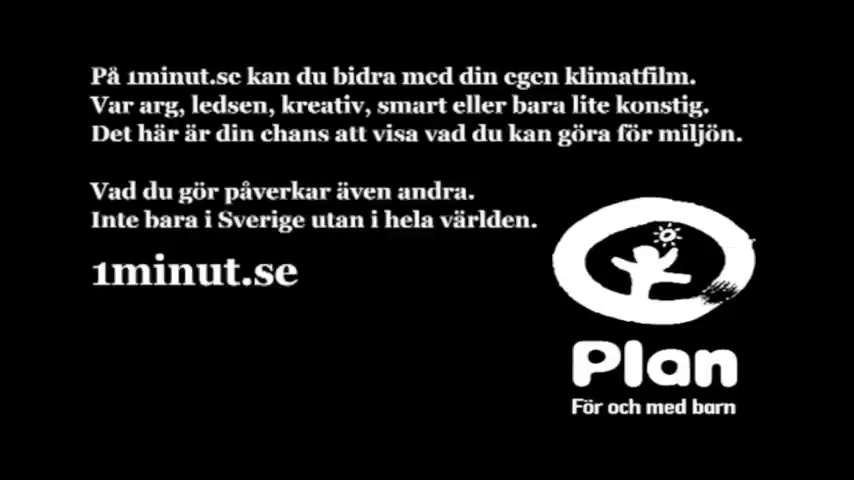 På 1minut.se kan du bidra med din egen klimatfilm.
Var arg, ledsen, kreativ, smart eller bara lite konstig.
Det här är din chans att visa vad du kan göra för miljön.
Vad du gör påverkar även andra.
Inte bara i Sverige utan i hela världen.
1minut.se
Plan
För och med barn